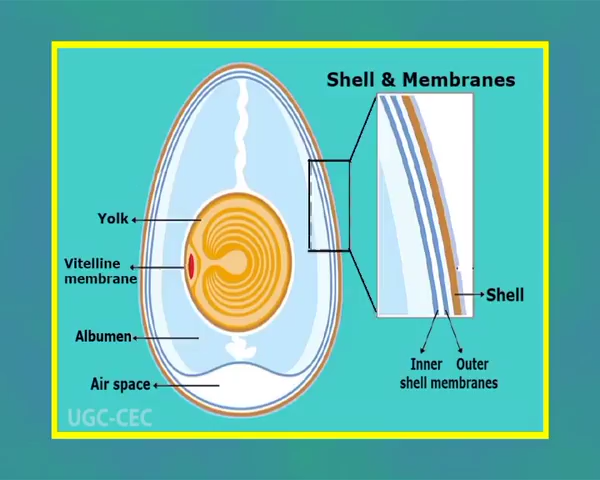 Shell & Membranes
Yolk
Vitelline
membrane
Albumen
Air space
Shell
Inner Outer
shell membranes
UGC-CEC